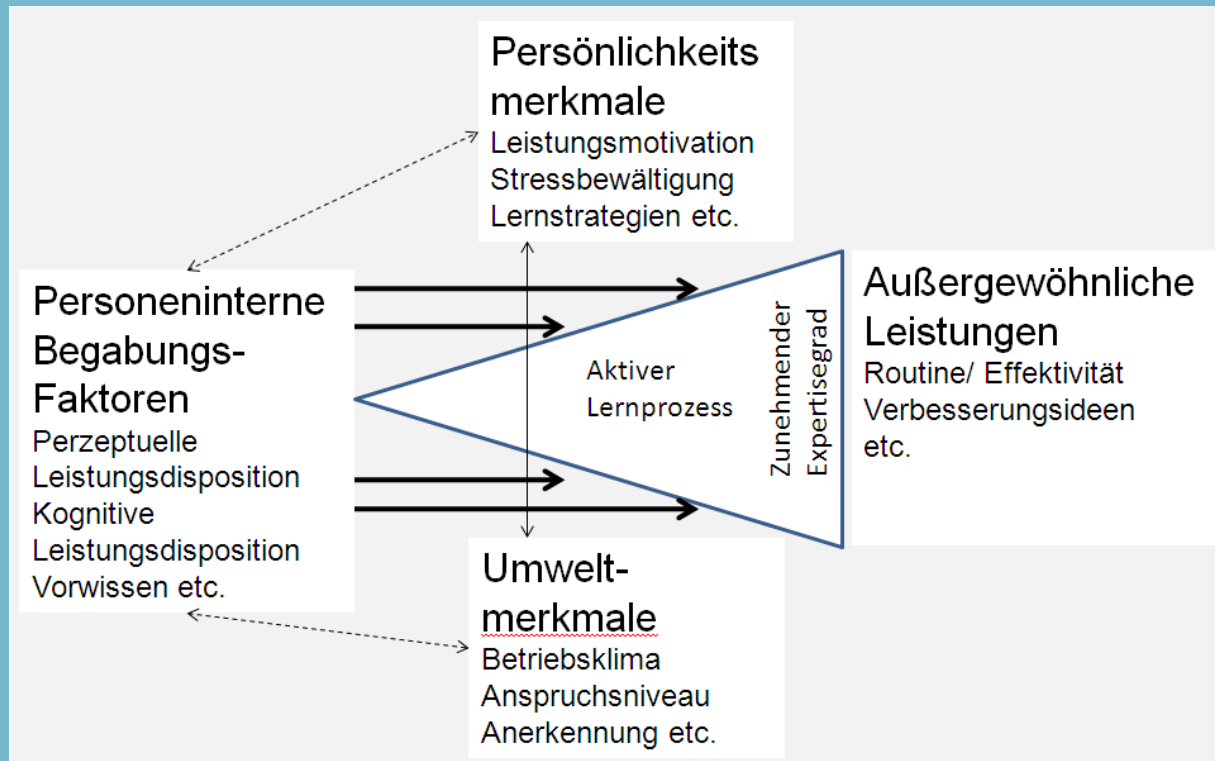 Persönlichkeits
merkmale
Leistungsmotivation
Stressbewältigung
Lernstrategien etc.
Personeninterne
Begabungs-
Faktoren
Perzeptuelle
Leistungsdisposition
Kognitive
Leistungsdisposition
Vorwissen etc.
Aktiver
Lernprozess
Zunehmender
Expertisegrad
Außergewöhnliche
Leistungen
Routine/ Effektivität
Verbesserungsideen
etc.
Umwelt-
merkmale
Betriebsklima
Anspruchsniveau
Anerkennung etc.